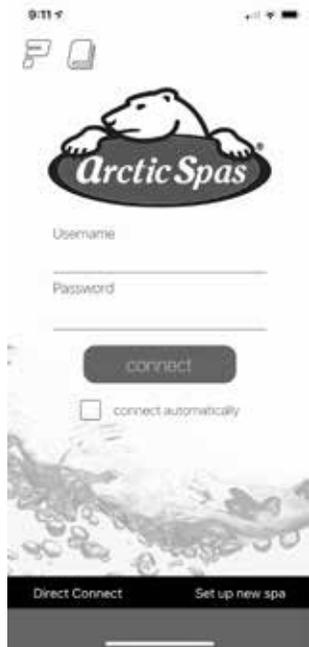 9:11
Arctic Spas®
Username
Password
connect
connect automatically
Direct Connect
Set up new spa